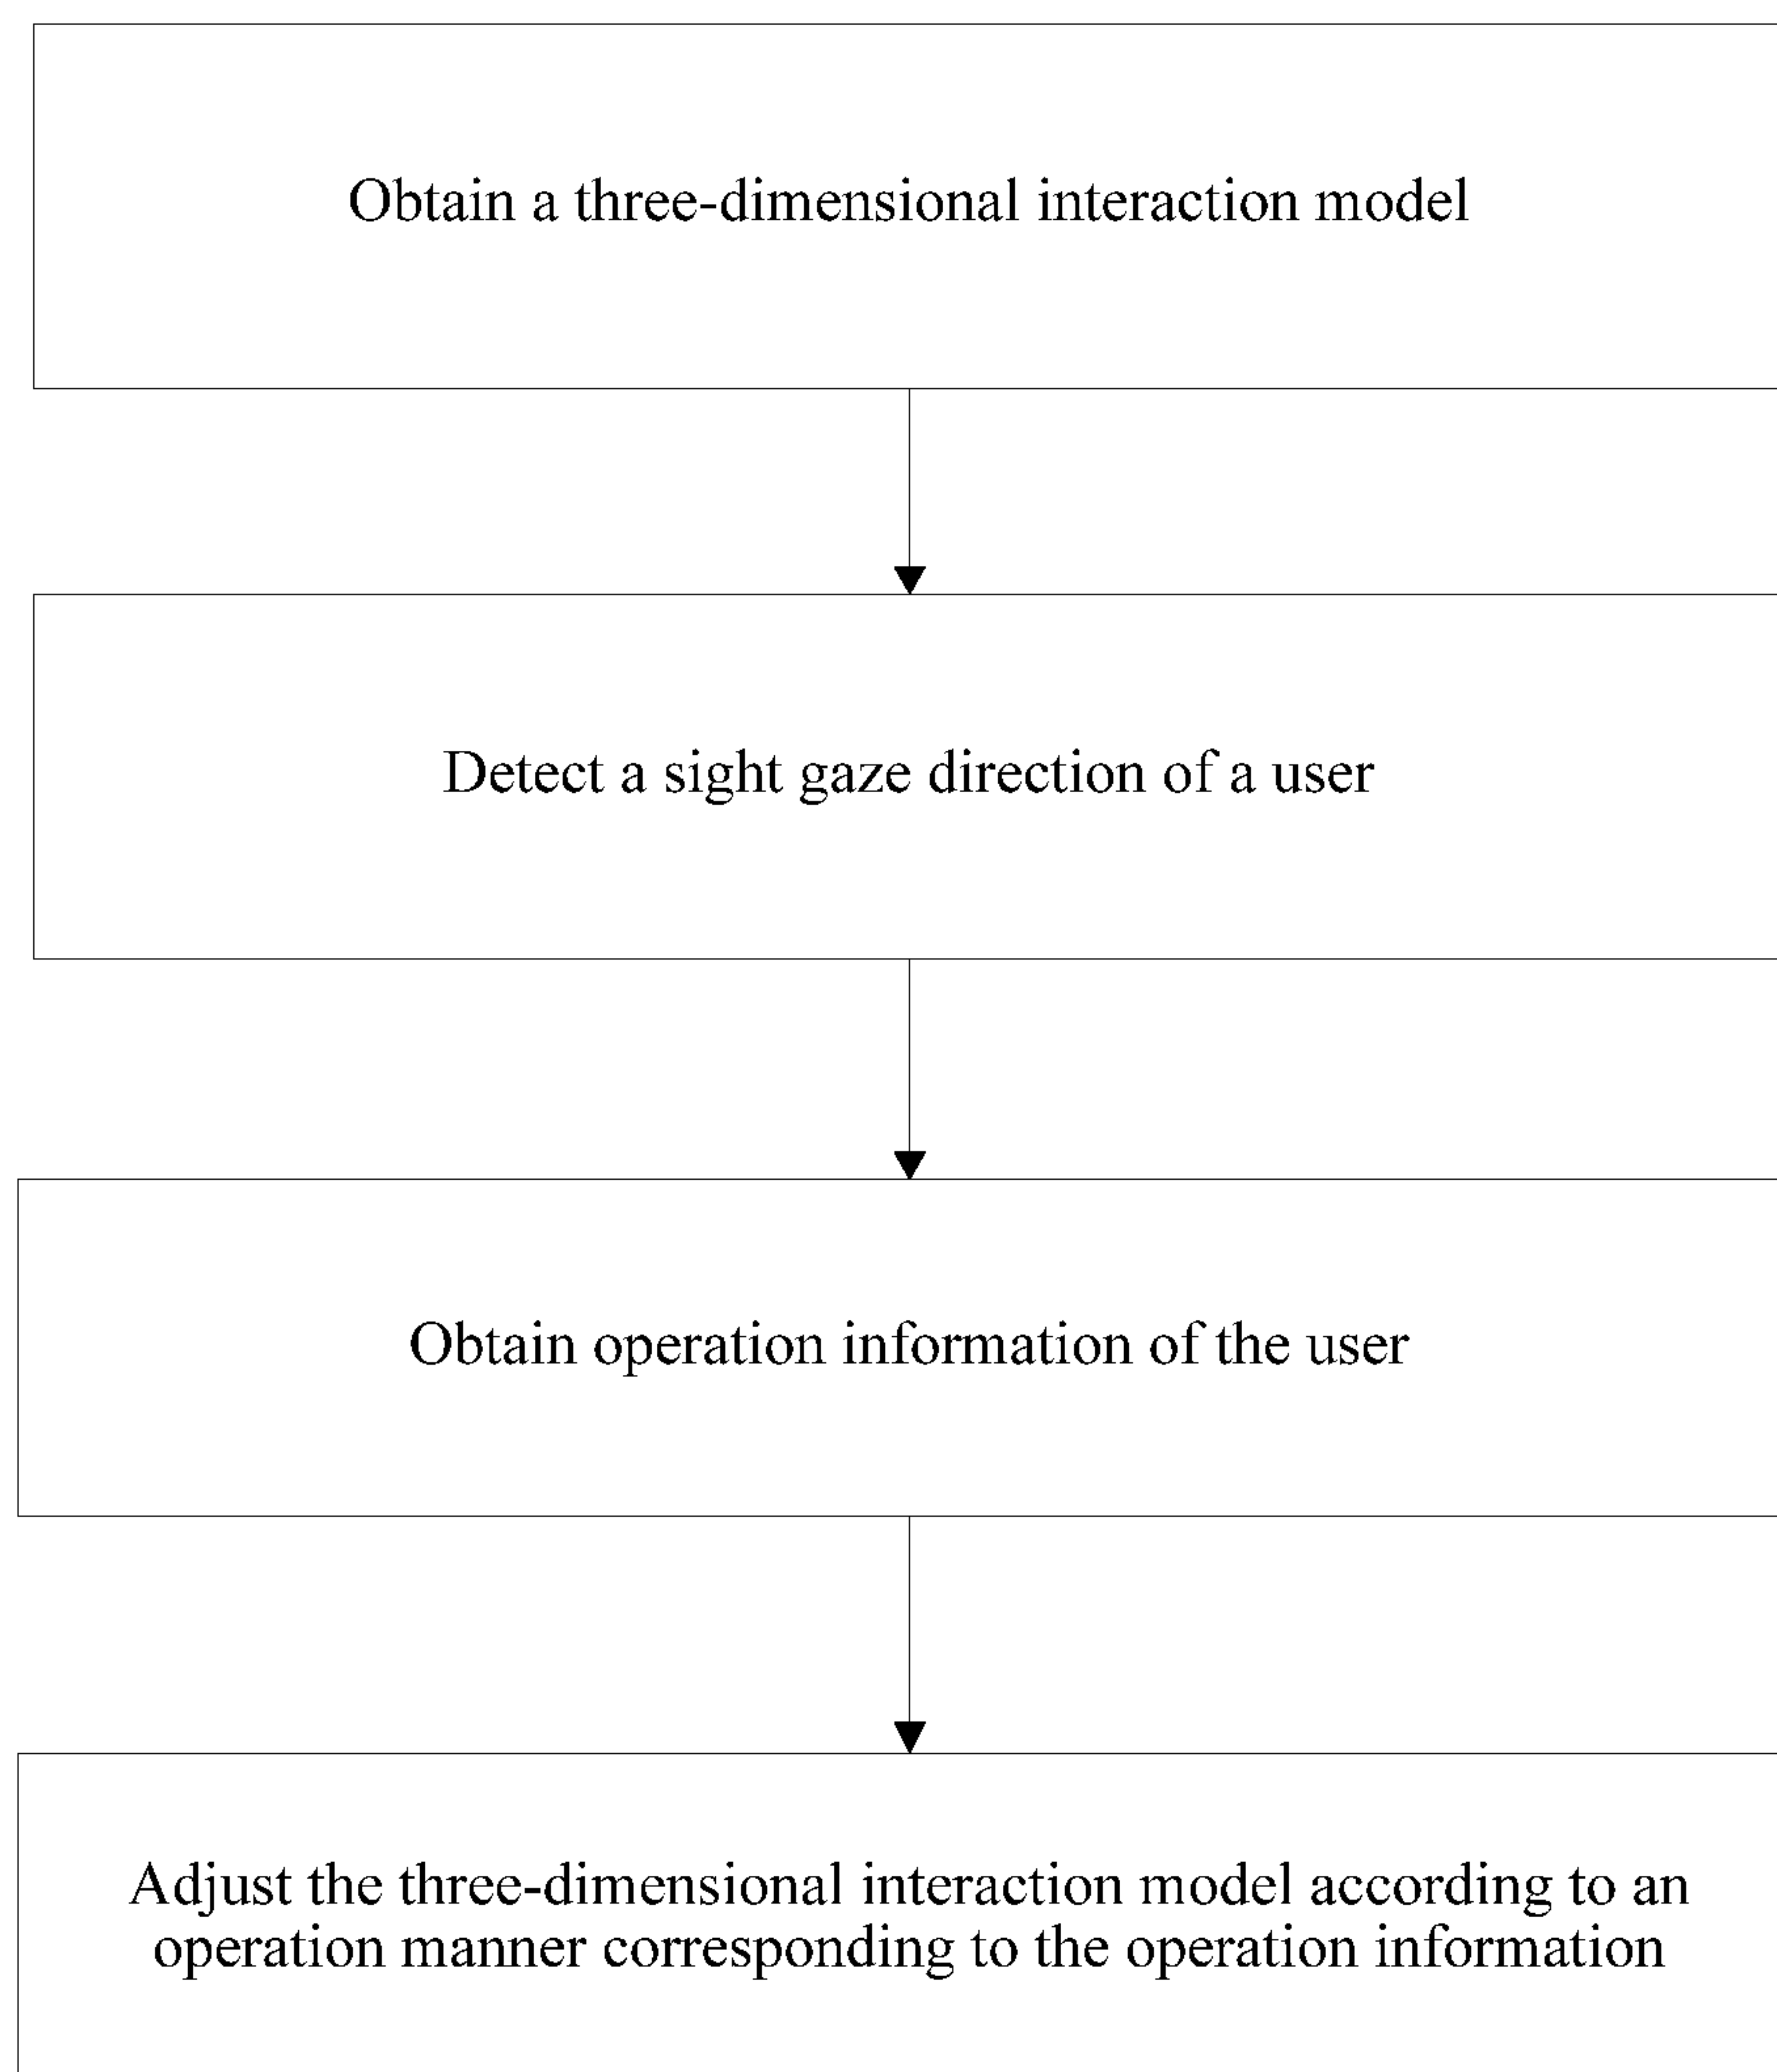 Obtain a three-dimensional interaction model
Detect a sight gaze direction of a user
Obtain operation information of the user
Adjust the three-dimensional interaction model according to an
operation manner corresponding to the operation information